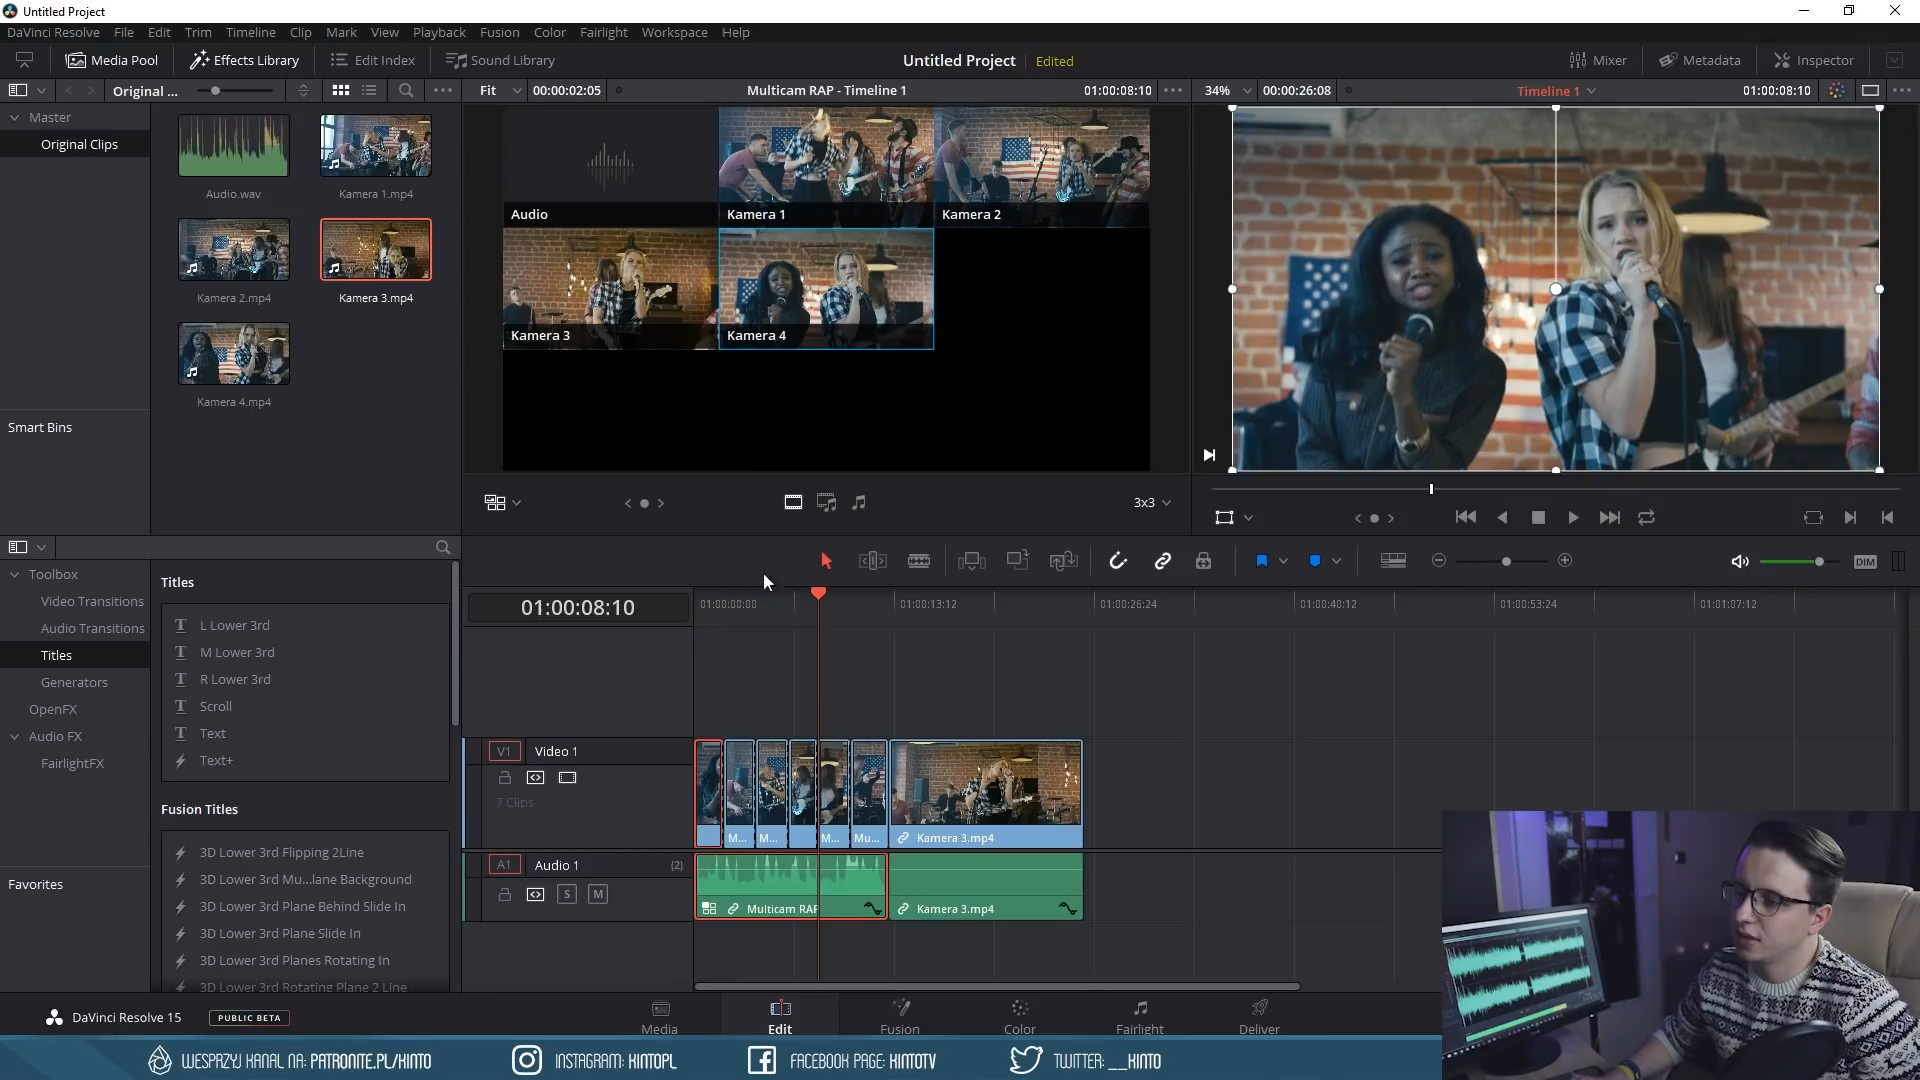 Untitled Project
DaVinci Resolve File Edit Trim Timeline Clip Mark View Playback Fusion Color Fairlight Workspace Help
Media Pool Effects Library Edit Index Sound Library Untitled Project Edited Mixer Metadata Inspector
Original ... Fit 00:00:02:05 Multicam RAP - Timeline 1 01:00:08:10 34% 00:00:26:08 Timeline 1 01:00:08:10
Master
Original Clips
Audio.wav
Kamera 1.mp4
Kamera 2.mp4
Kamera 3.mp4
Kamera 4.mp4
Smart Bins
Audio
Kamera 1
Kamera 2
Kamera 3
Kamera 4
3x3
Toolbox
Video Transitions
Audio Transitions
Titles
Generators
OpenFX
Audio FX
FairlightFX
Favorites
Titles
L Lower 3rd
M Lower 3rd
R Lower 3rd
Scroll
Text
Text+
Fusion Titles
3D Lower 3rd Flipping 2Line
3D Lower 3rd Mu...lane Background
3D Lower 3rd Plane Behind Slide In
3D Lower 3rd Plane Slide In
3D Lower 3rd Planes Rotating In
3D Lower 3rd Rotating Plane 2 Line
DIM
01:00:08:10
01:00:00:00 01:00:13:12 01:00:26:24 01:00:40:12 01:00:53:24 01:01:07:12
V1 Video 1
7 Clips
M... M... M... Mu... Kamera 3.mp4
A1 Audio 1 (2)
S M
Multicam RAP Kamera 3.mp4
DaVinci Resolve 15 PUBLIC BETA
Media Edit Fusion Color Fairlight Deliver
WESPRZYJ KANAŁ NA: PATRONITE.PL/KINTO INSTAGRAM: KINTOPL FACEBOOK PAGE: KINTOTV TWITTER: __KINTO